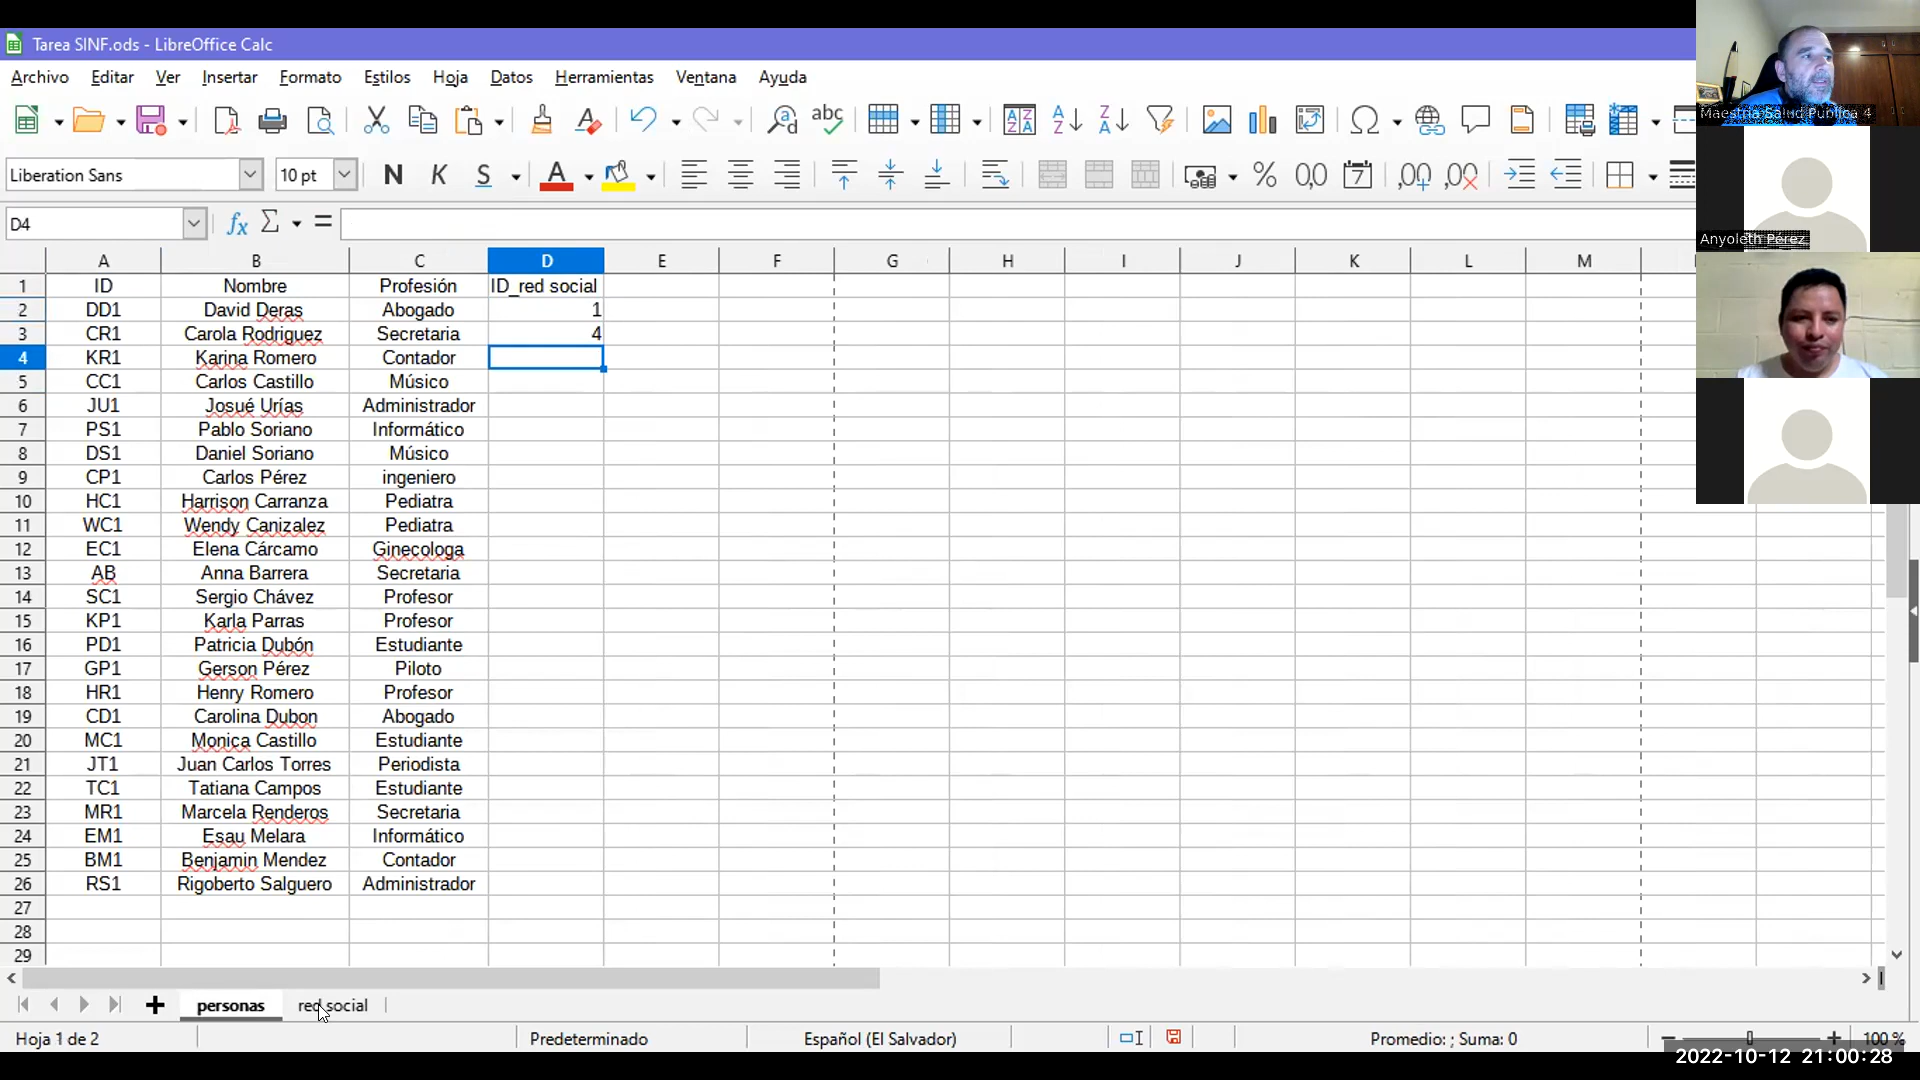 Tarea SINF.ods - LibreOffice Calc
Archivo Editar Ver Insertar Formato Estilos Hoja Datos Herramientas Ventana Ayuda
Maestría Salud Publica 4
Liberation Sans 10 pt N K S
Anyoleth Pérez
D4
A B C D E F G H I J K L M
1 ID Nombre Profesión ID_red social
2 DD1 David Deras Abogado 1
3 CR1 Carola Rodriguez Secretaria 4
4 KR1 Karina Romero Contador
5 CC1 Carlos Castillo Músico
6 JU1 Josué Urías Administrador
7 PS1 Pablo Soriano Informático
8 DS1 Daniel Soriano Músico
9 CP1 Carlos Pérez ingeniero
10 HC1 Harrison Carranza Pediatra
11 WC1 Wendy Canizalez Pediatra
12 EC1 Elena Cárcamo Ginecologa
13 AB Anna Barrera Secretaria
14 SC1 Sergio Chávez Profesor
15 KP1 Karla Parras Profesor
16 PD1 Patricia Dubón Estudiante
17 GP1 Gerson Pérez Piloto
18 HR1 Henry Romero Profesor
19 CD1 Carolina Dubon Abogado
20 MC1 Monica Castillo Estudiante
21 JT1 Juan Carlos Torres Periodista
22 TC1 Tatiana Campos Estudiante
23 MR1 Marcela Renderos Secretaria
24 EM1 Esau Melara Informático
25 BM1 Benjamin Mendez Contador
26 RS1 Rigoberto Salguero Administrador
27
28
29
personas red social
Hoja 1 de 2 Predeterminado Español (El Salvador) Promedio: ; Suma: 0 100 %
2022-10-12 21:00:28